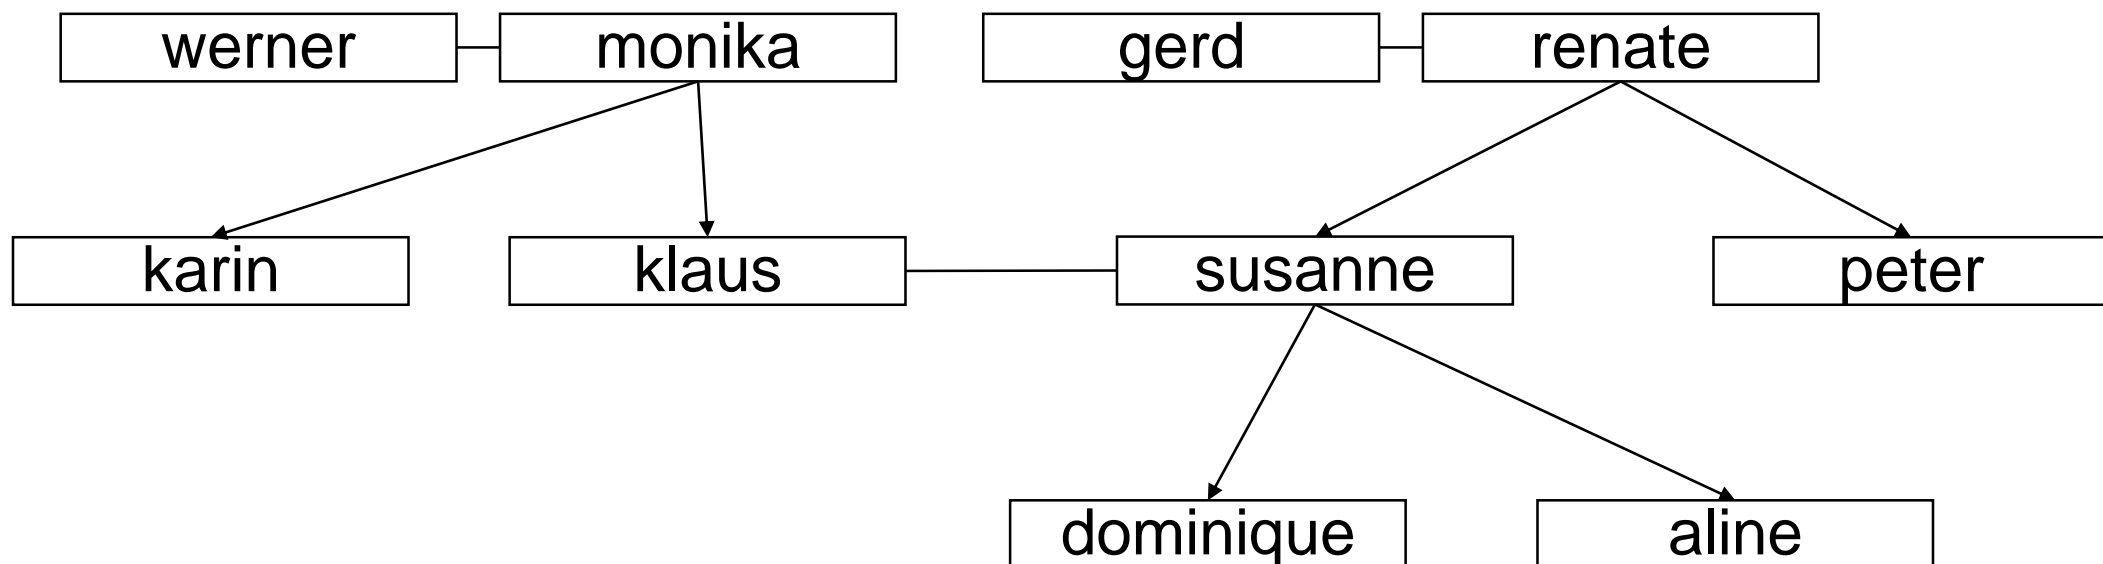 werner monika gerd renate
karin klaus susanne peter
dominique aline